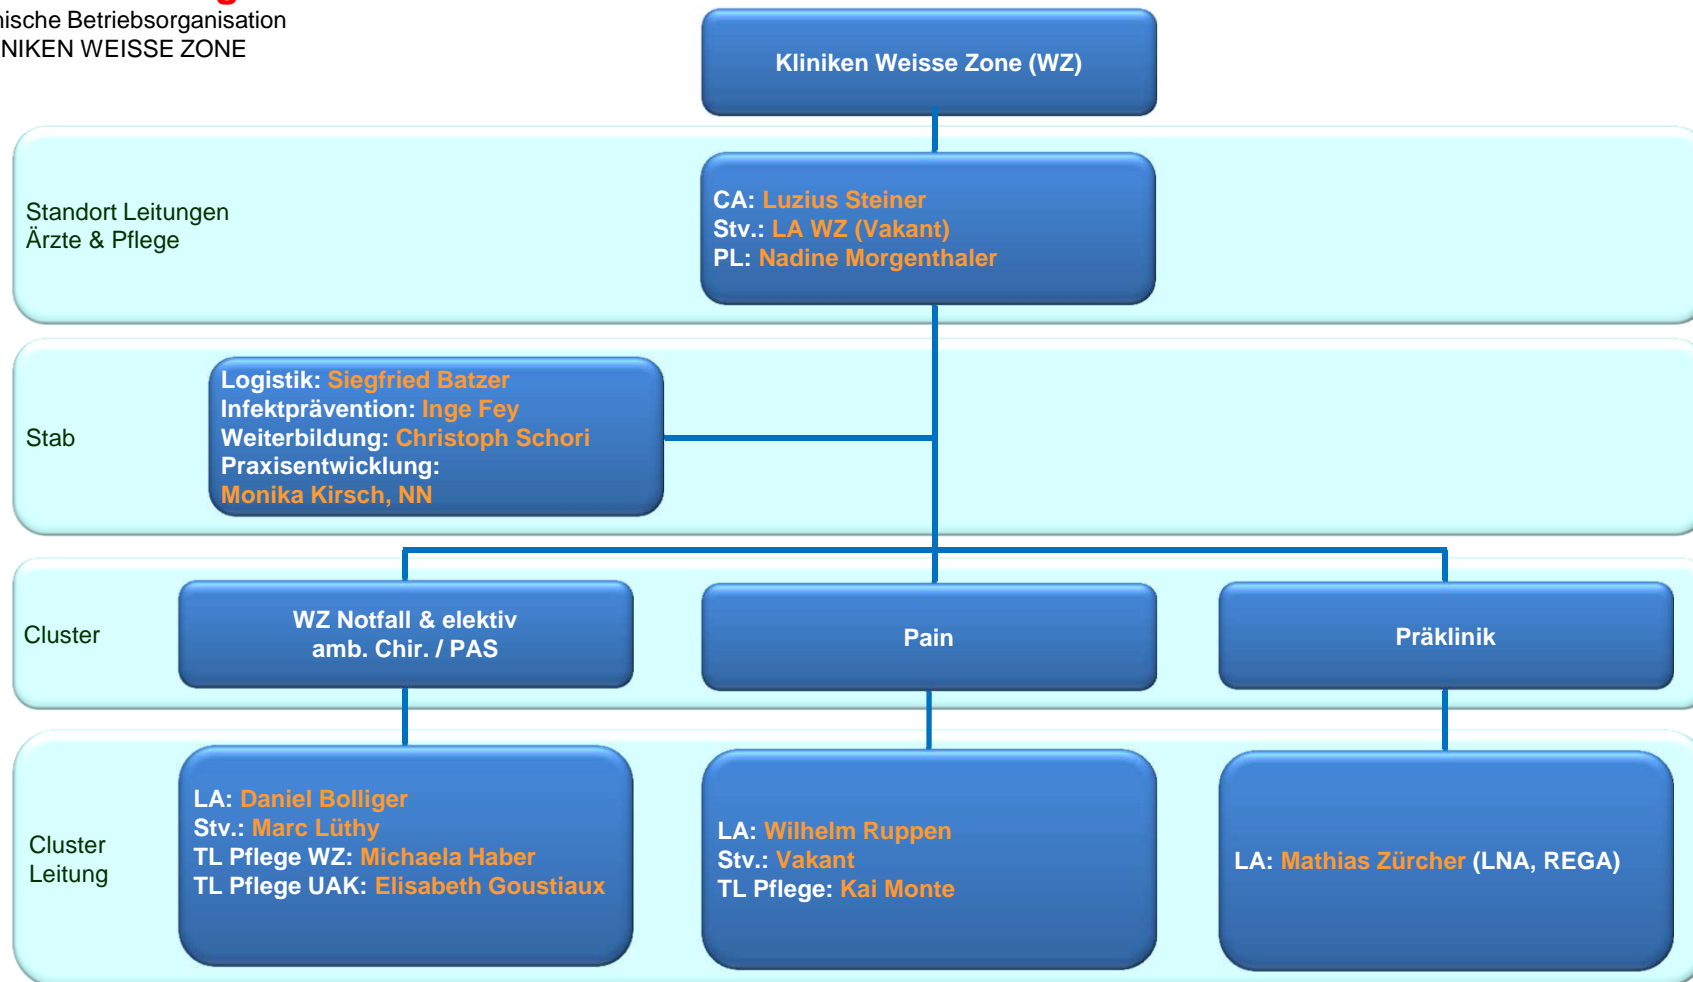 nische Betriebsorganisation
NIKEN WEISSE ZONE
Kliniken Weisse Zone (WZ)
Standort Leitungen
Ärzte & Pflege
CA: Luzius Steiner
Stv.: LA WZ (Vakant)
PL: Nadine Morgenthaler
Stab
Logistik: Siegfried Batzer
Infektprävention: Inge Fey
Weiterbildung: Christoph Schori
Praxisentwicklung:
Monika Kirsch, NN
Cluster
WZ Notfall & elektiv
amb. Chir. / PAS
Pain
Präklinik
Cluster
Leitung
LA: Daniel Bolliger
Stv.: Marc Lüthy
TL Pflege WZ: Michaela Haber
TL Pflege UAK: Elisabeth Goustiaux
LA: Wilhelm Ruppen
Stv.: Vakant
TL Pflege: Kai Monte
LA: Mathias Zürcher (LNA, REGA)